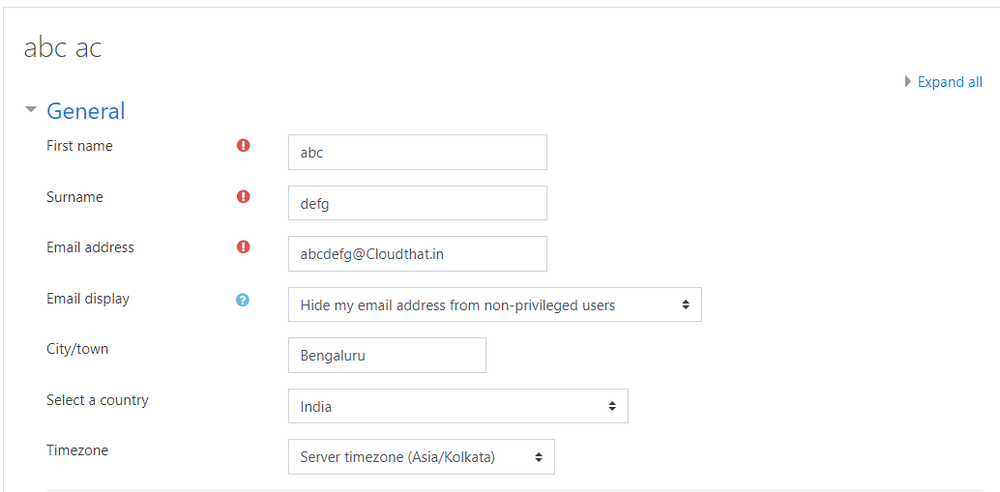 abc ac
Expand all
General
First name
abc
Surname
defg
Email address
abcdefg@Cloudthat.in
Email display
Hide my email address from non-privileged users
City/town
Bengaluru
Select a country
India
Timezone
Server timezone (Asia/Kolkata)